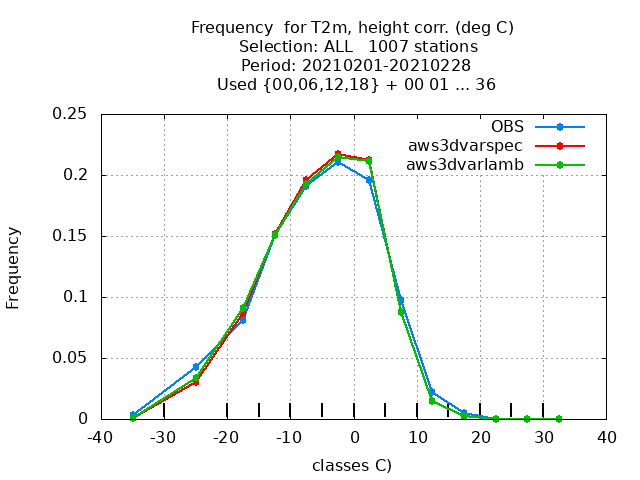 Frequency  for T2m, height corr. (deg C)
Selection: ALL   1007 stations
Period: 20210201-20210228
Used {00,06,12,18} + 00 01 ... 36
0.25
0.2
0.15
0.1
0.05
0
Frequency
OBS
aws3dvarspec
aws3dvarlamb
-40 -30 -20 -10 0 10 20 30 40
classes C)